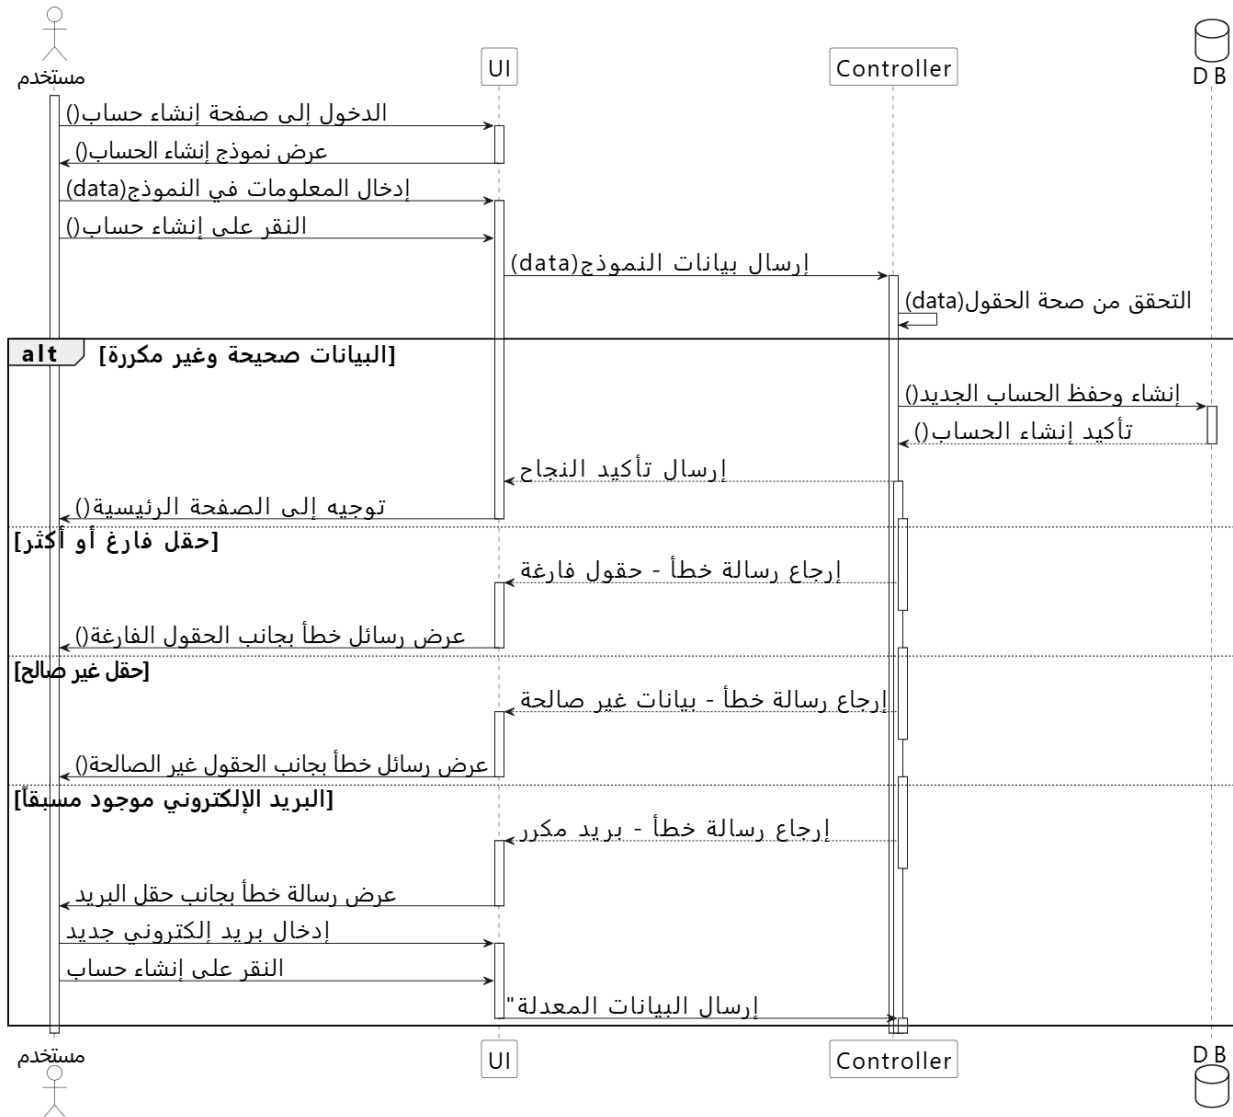 مستخدم
UI
Controller
D B
الدخول إلى صفحة إنشاء حساب()
عرض نموذج إنشاء الحساب()
إدخال المعلومات في النموذج(data)
النقر على إنشاء حساب()
إرسال بيانات النموذج(data)
التحقق من صحة الحقول(data)
alt [البيانات صحيحة وغير مكررة]
إنشاء وحفظ الحساب الجديد()
تأكيد إنشاء الحساب()
إرسال تأكيد النجاح
توجيه إلى الصفحة الرئيسية()
[حقل فارغ أو أكثر]
إرجاع رسالة خطأ - حقول فارغة
عرض رسائل خطأ بجانب الحقول الفارغة()
[حقل غير صالح]
إرجاع رسالة خطأ - بيانات غير صالحة
عرض رسائل خطأ بجانب الحقول غير الصالحة()
[البريد الإلكتروني موجود مسبقاً]
إرجاع رسالة خطأ - بريد مكرر
عرض رسالة خطأ بجانب حقل البريد
إدخال بريد إلكتروني جديد
النقر على إنشاء حساب
إرسال البيانات المعدلة"
مستخدم
UI
Controller
D B